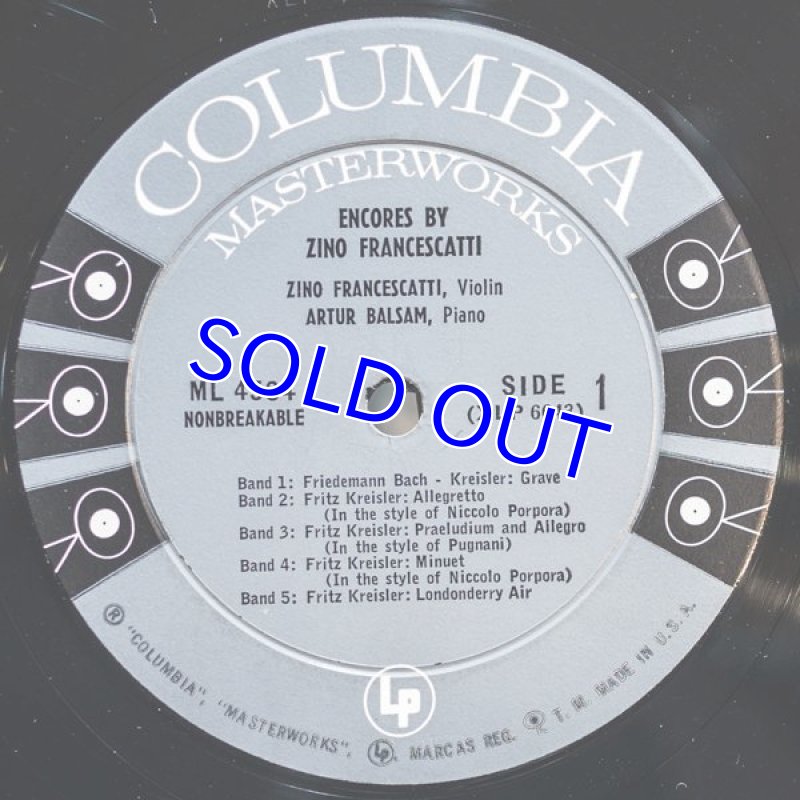 COLUMBIA
MASTERWORKS
ENCORES BY
ZINO FRANCESCATTI
ZINO FRANCESCATTI, Violin
ARTUR BALSAM, Piano
SOLD OUT
ML
SIDE 1
NONBREAKABLE
Band 1: Friedemann Bach - Kreisler: Grave
Band 2: Fritz Kreisler: Allegretto
(In the style of Niccolo Porpora)
Band 3: Fritz Kreisler: Praeludium and Allegro
(In the style of Pugnani)
Band 4: Fritz Kreisler: Minuet
(In the style of Niccolo Porpora)
Band 5: Fritz Kreisler: Londonderry Air
LP
® "COLUMBIA", "MASTERWORKS", LP, MARCAS REG. T. M. MADE IN U. S. A.